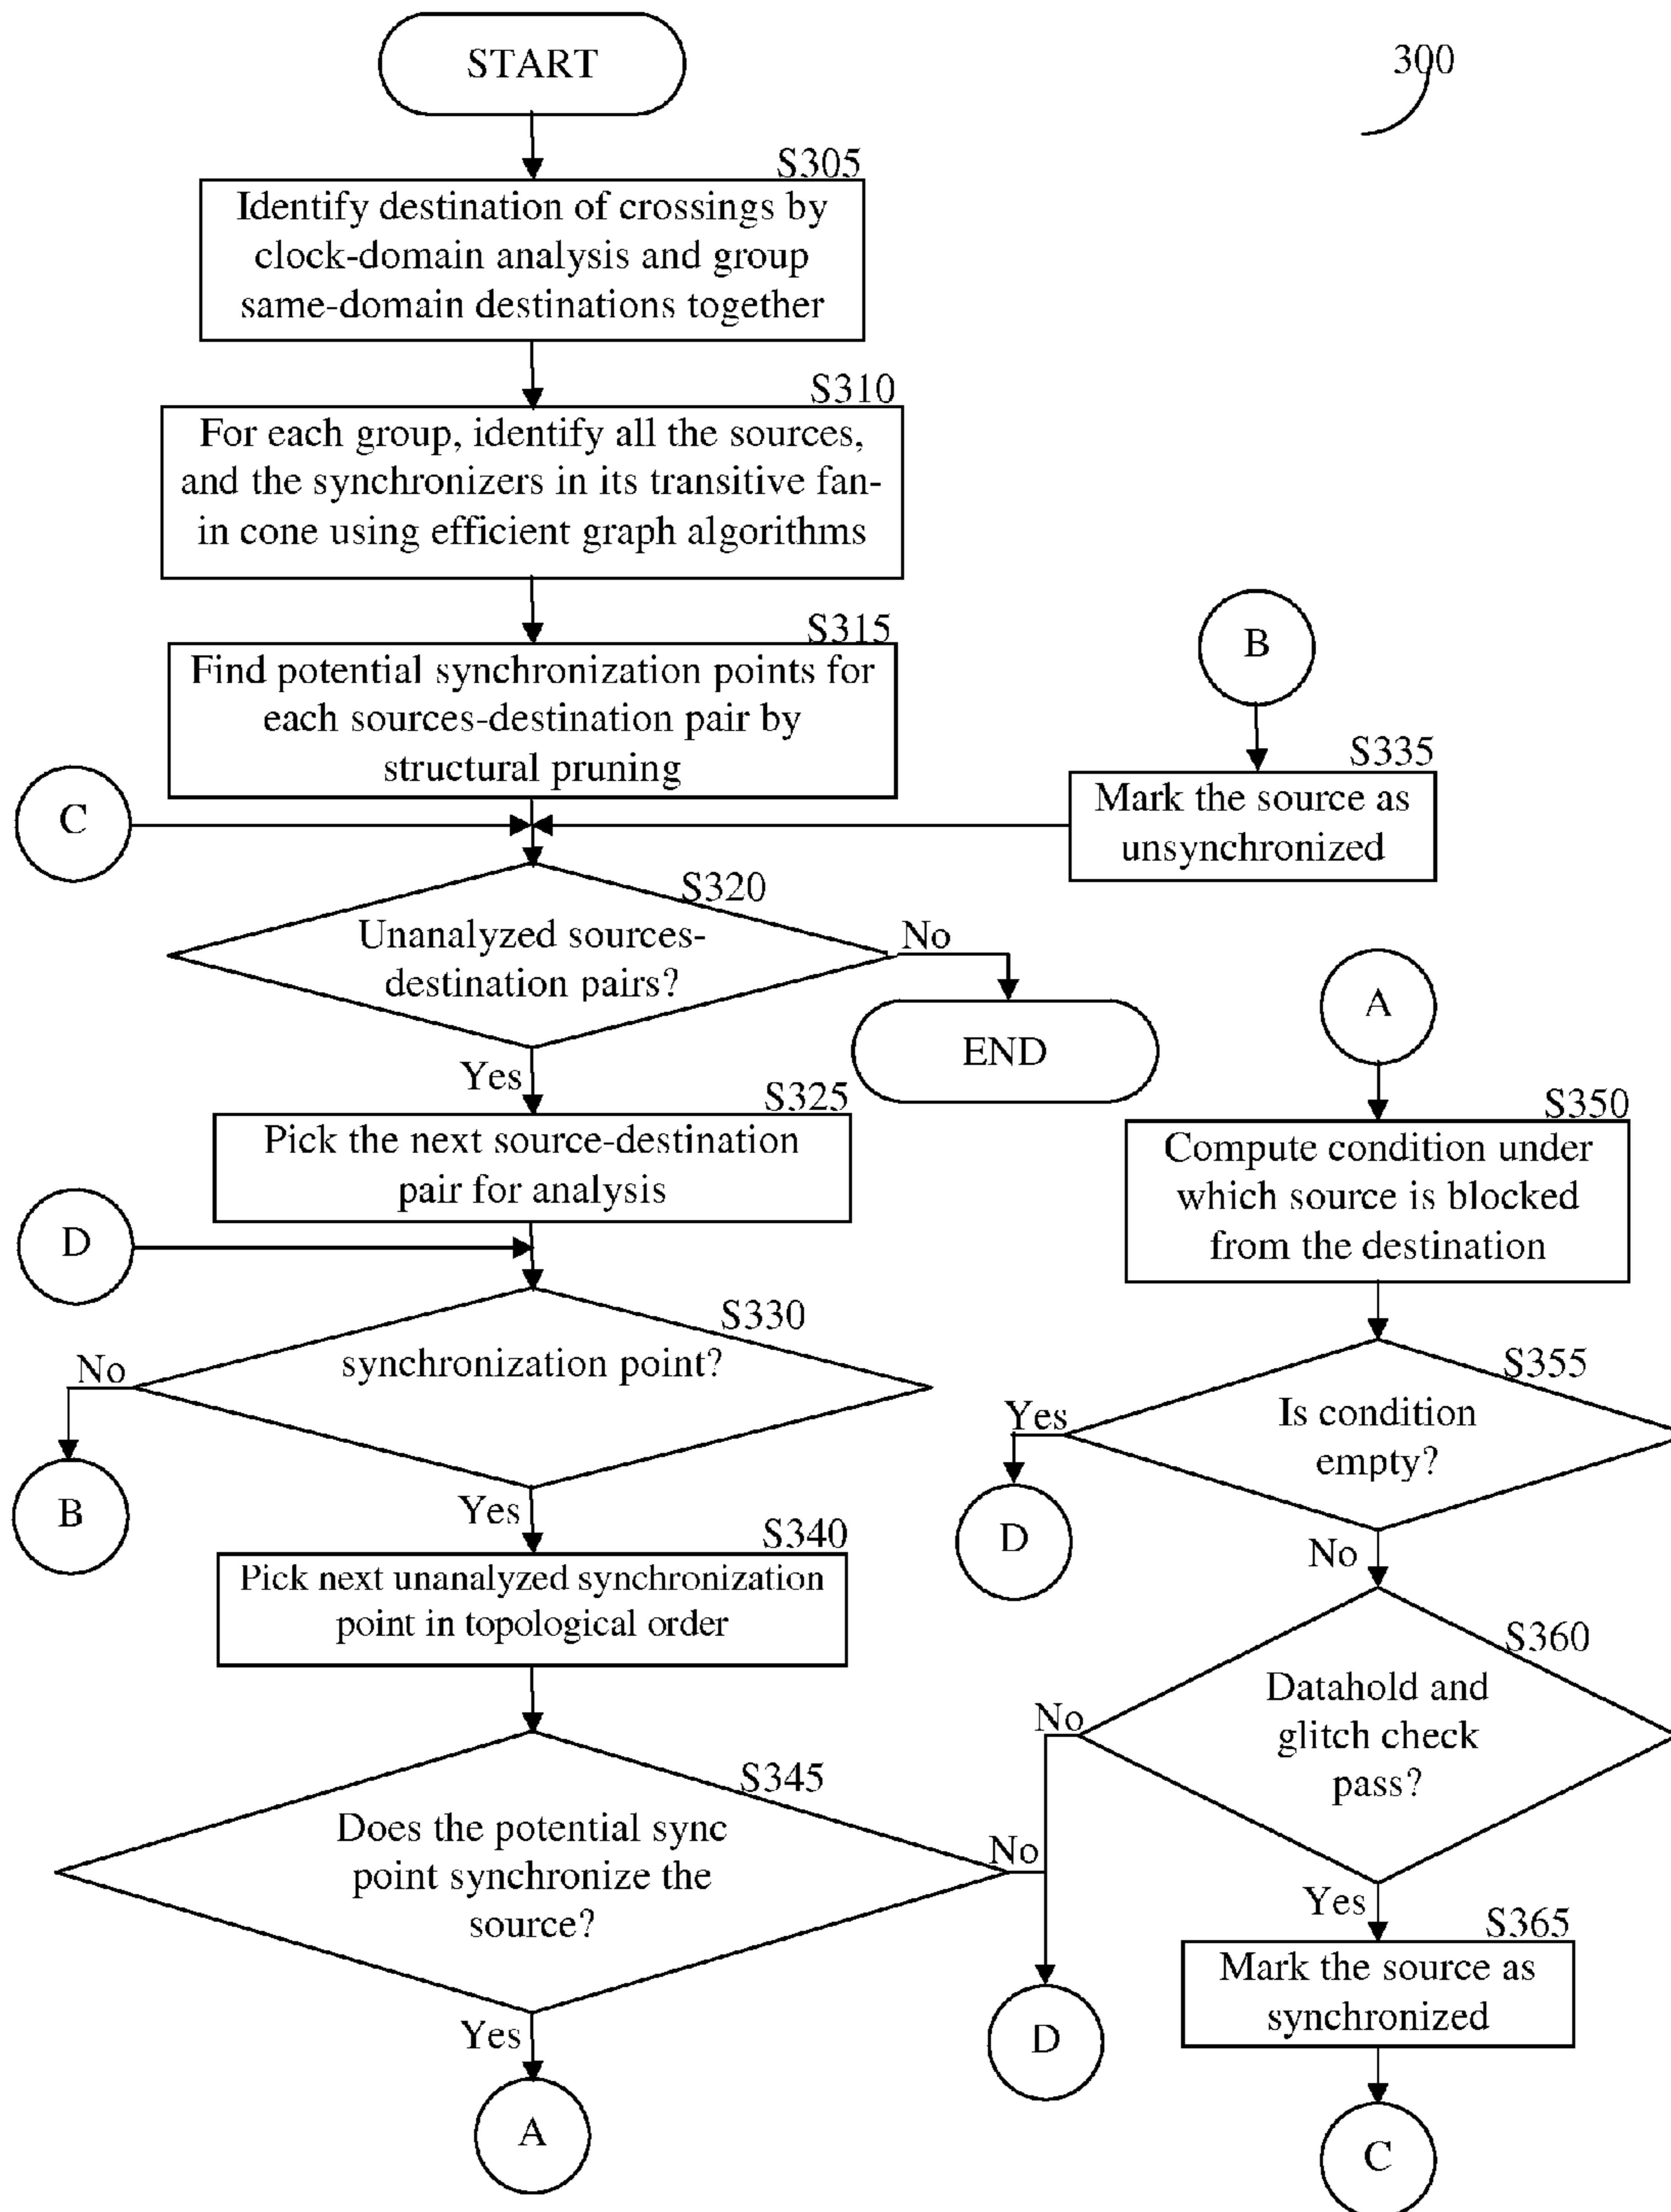 START
300
S305
Identify destination of crossings by
clock-domain analysis and group
same-domain destinations together
S310
For each group, identify all the sources,
and the synchronizers in its transitive fan-
in cone using efficient graph algorithms
S315
Find potential synchronization points for
each sources-destination pair by
structural pruning
B
S335
Mark the source as
unsynchronized
C
S320
Unanalyzed sources-
destination pairs?
No
END
Yes
S325
Pick the next source-destination
pair for analysis
D
S330
synchronization point?
No
B
Yes
S340
Pick next unanalyzed synchronization
point in topological order
S345
Does the potential sync
point synchronize the
source?
No
D
Yes
A
A
S350
Compute condition under
which source is blocked
from the destination
S355
Is condition
empty?
Yes
D
No
S360
Datahold and
glitch check
pass?
No
Yes
S365
Mark the source as
synchronized
C